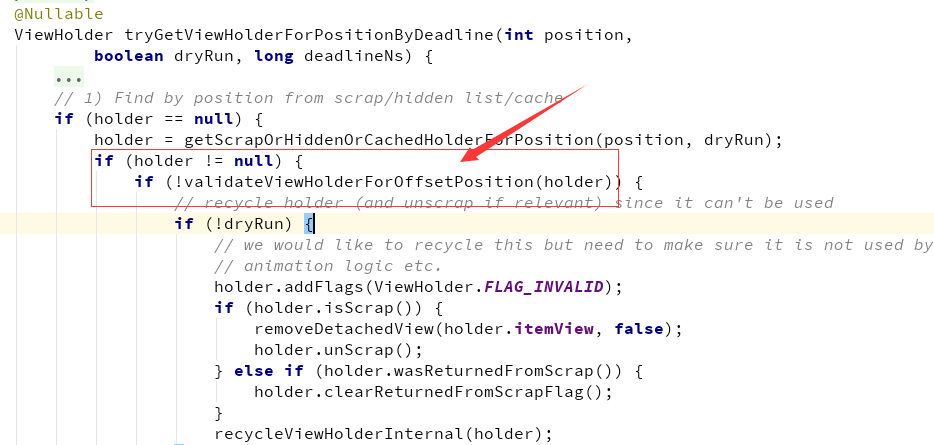 @Nullable
ViewHolder tryGetViewHolderForPositionByDeadline(int position,
        boolean dryRun, long deadlineNs) {
    ...
    // 1) Find by position from scrap/hidden list/cache
    if (holder == null) {
        holder = getScrapOrHiddenOrCachedHolderForPosition(position, dryRun);
        if (holder != null) {
            if (!validateViewHolderForOffsetPosition(holder)) {
                // recycle holder (and unscrap if relevant) since it can't be used
                if (!dryRun) {
                    // we would like to recycle this but need to make sure it is not used by
                    // animation logic etc.
                    holder.addFlags(ViewHolder.FLAG_INVALID);
                    if (holder.isScrap()) {
                        removeDetachedView(holder.itemView, false);
                        holder.unScrap();
                    } else if (holder.wasReturnedFromScrap()) {
                        holder.clearReturnedFromScrapFlag();
                    }
                    recycleViewHolderInternal(holder);